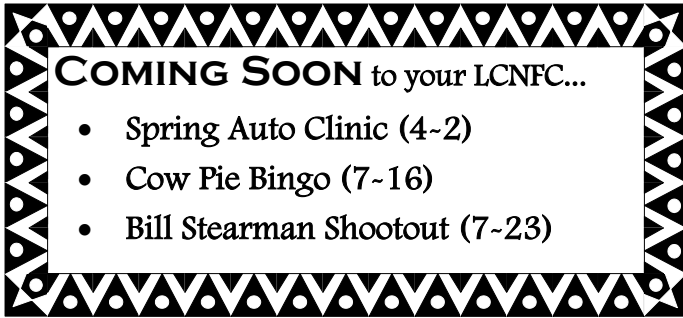 COMING SOON to your LCNFC...
• Spring Auto Clinic (4~2)
• Cow Pie Bingo (7~16)
• Bill Stearman Shootout (7~23)